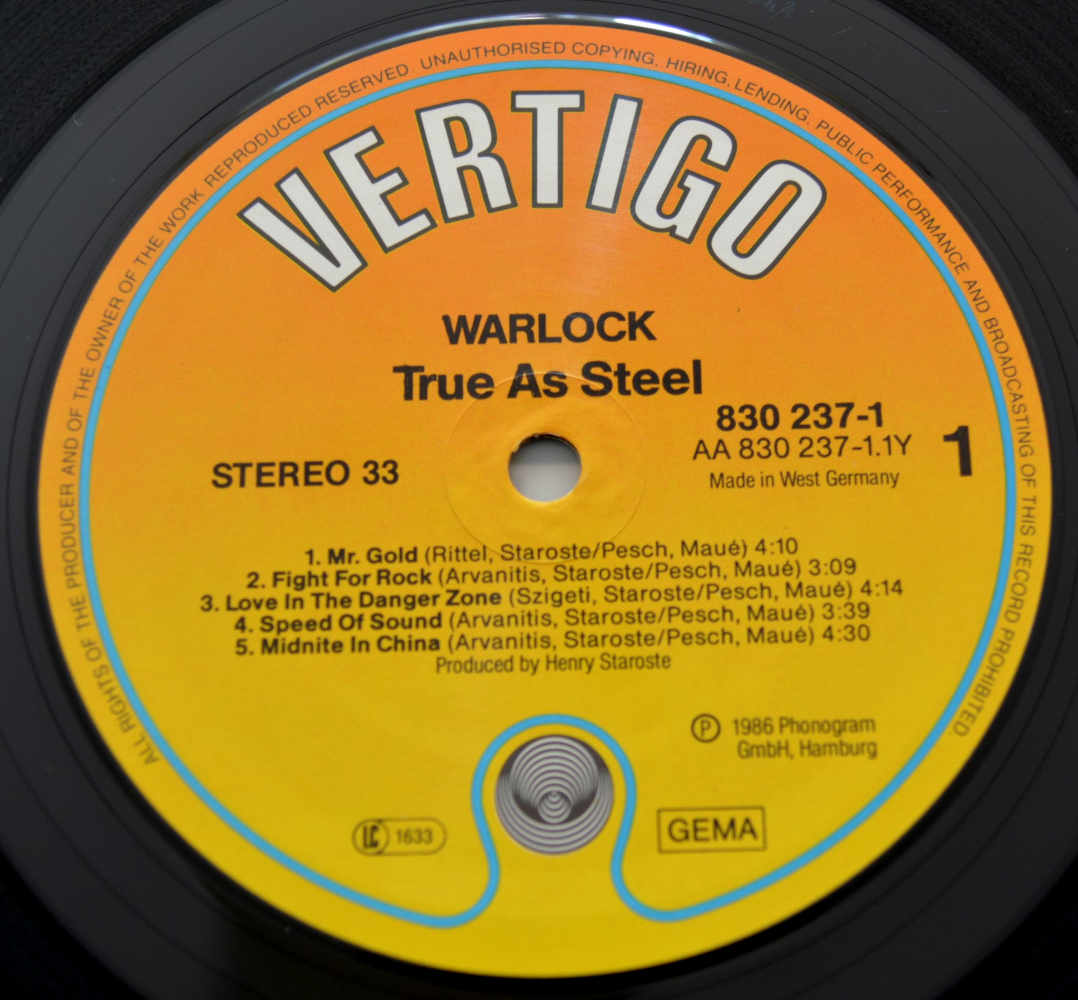 ALL RIGHTS OF THE PRODUCER AND OF THE OWNER OF THE WORK REPRODUCED RESERVED. UNAUTHORISED COPYING, HIRING, LENDING, PUBLIC PERFORMANCE AND BROADCASTING OF THIS RECORD PROHIBITED.
VERTIGO
WARLOCK
True As Steel
830 237-1
AA 830 237-1.1Y
Made in West Germany
1
STEREO 33
1. Mr. Gold (Rittel, Staroste/Pesch, Maué) 4:10
2. Fight For Rock (Arvanitis, Staroste/Pesch, Maué) 3:09
3. Love In The Danger Zone (Szigeti, Staroste/Pesch, Maué) 4:14
4. Speed Of Sound (Arvanitis, Staroste/Pesch, Maué) 3:39
5. Midnite In China (Arvanitis, Staroste/Pesch, Maué) 4:30
Produced by Henry Staroste
Ⓟ 1986 Phonogram
GmbH, Hamburg
LC 1633
GEMA